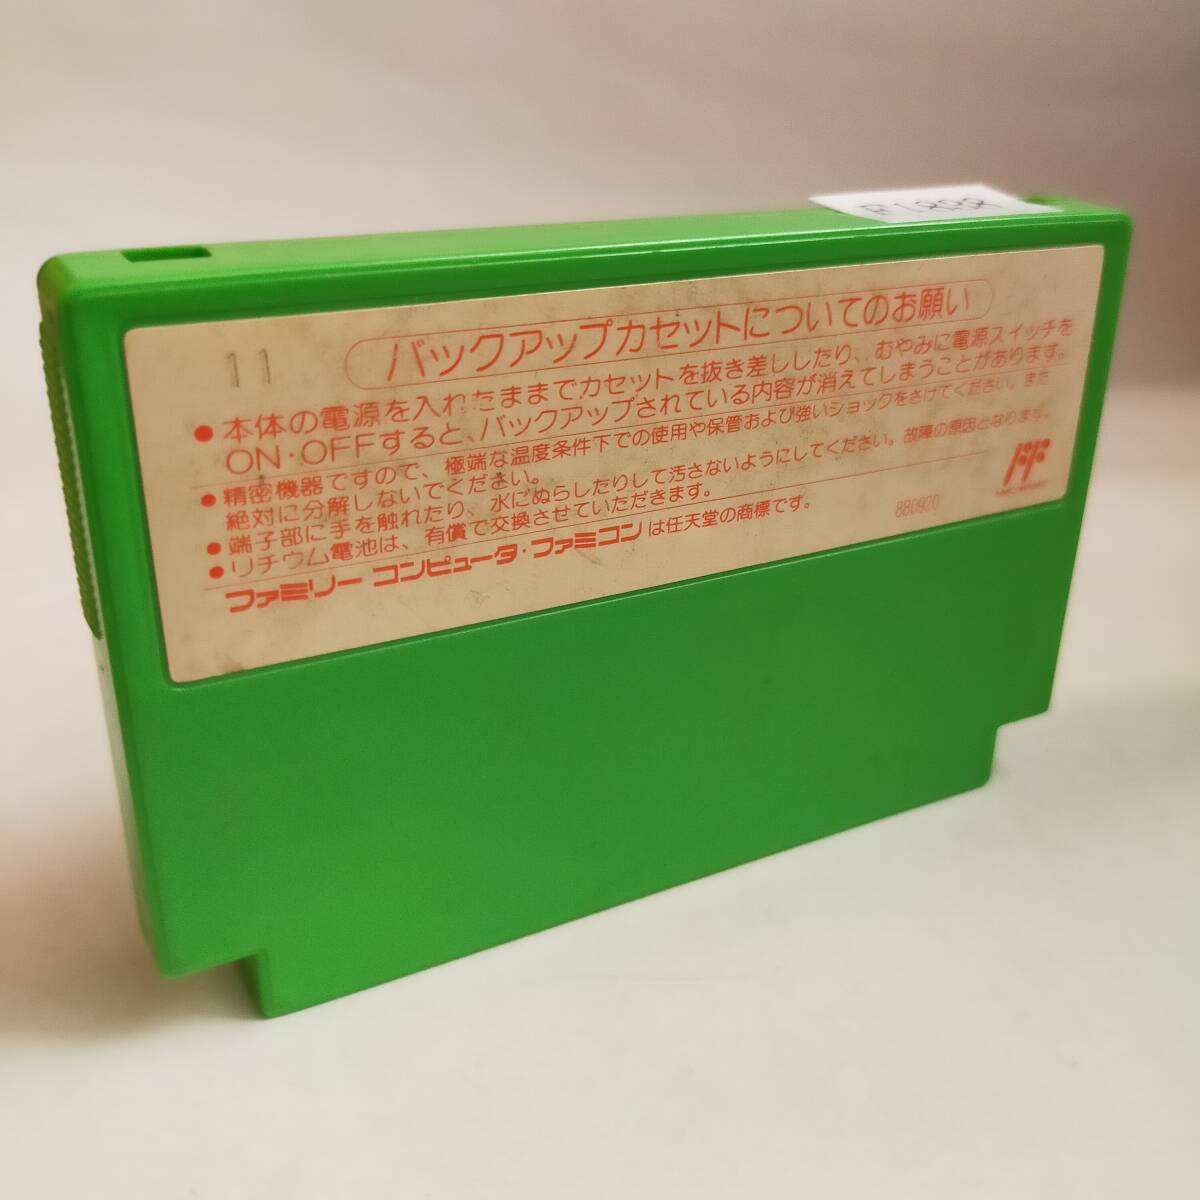 F1888
11
バックアップカセットについてのお願い
●本体の電源を入れたままでカセットを抜き差ししたり、むやみに電源スイッチを
ON・OFFすると、バックアップされている内容が消えてしまうことがあります。
●精密機器ですので、極端な温度条件下での使用や保管および強いショックをさけてください。また
絶対に分解しないでください。
●端子部に手を触れたり、水にぬらしたりして汚さないようにしてください。故障の原因となります。
●リチウム電池は、有償で交換させていただきます。
ファミリー コンピュータ・ファミコン は任天堂の商標です。
880920